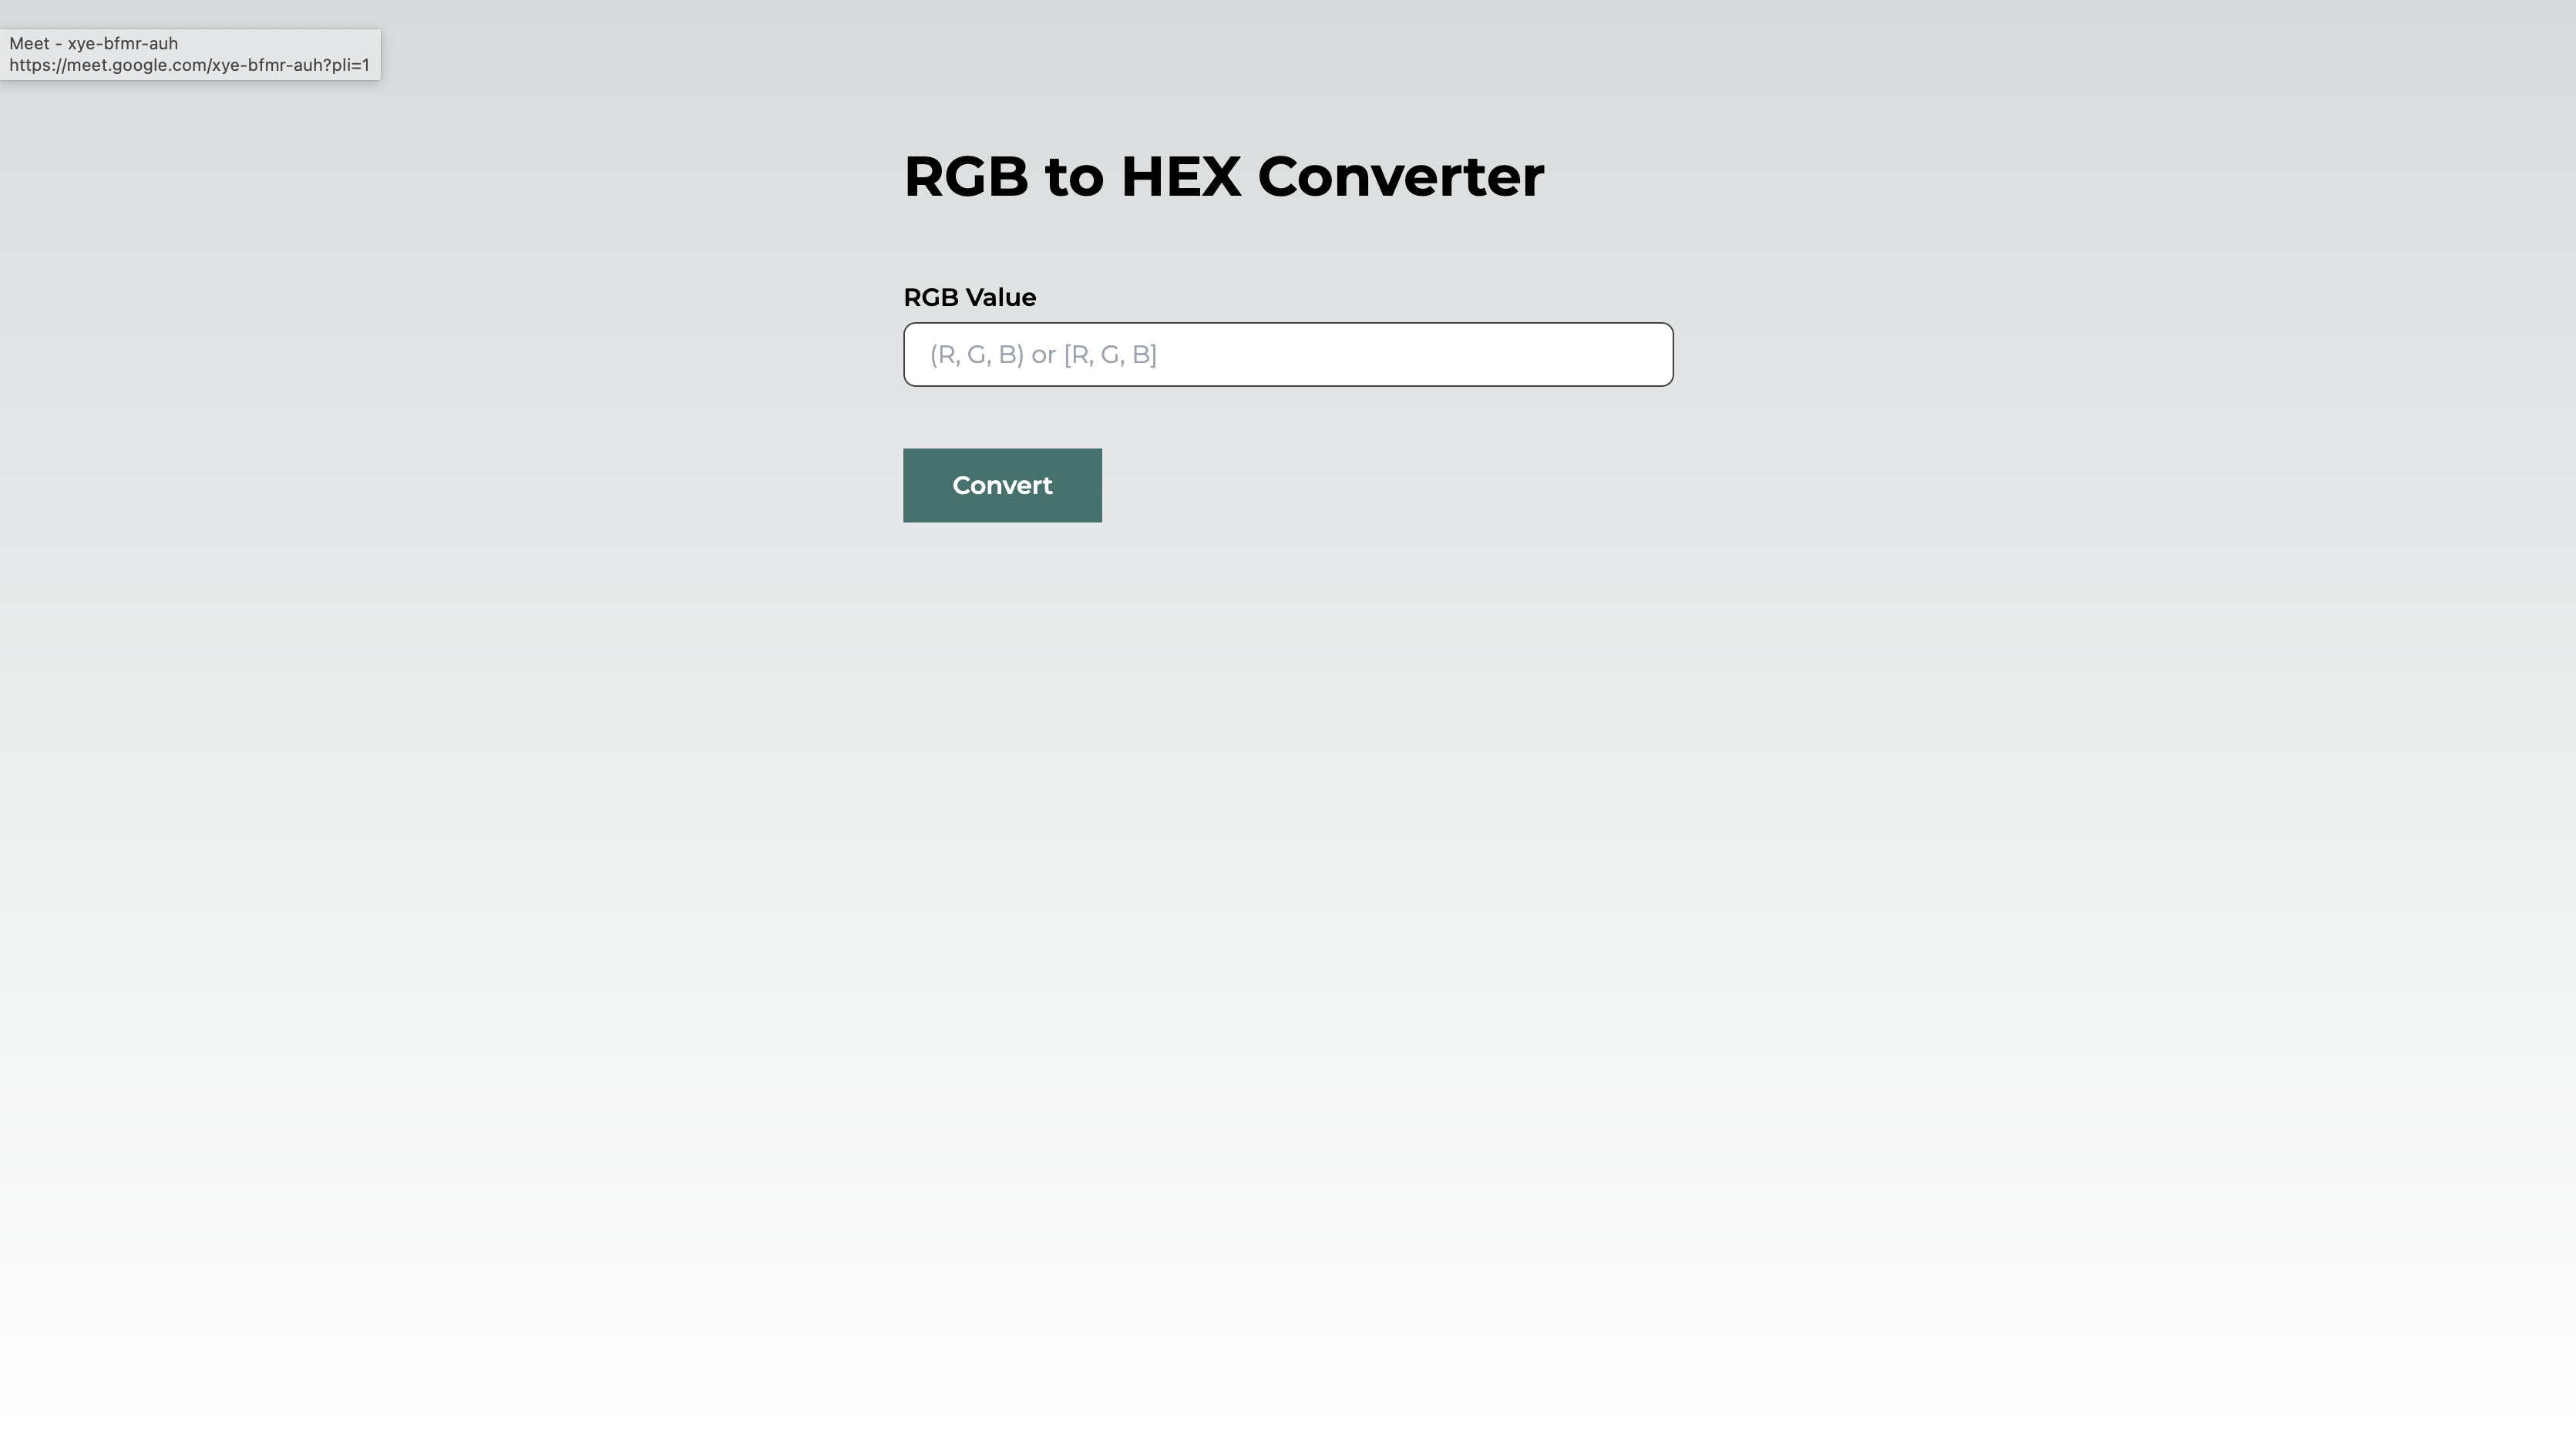 Meet - xye-bfmr-auh
https://meet.google.com/xye-bfmr-auh?pli=1
RGB to HEX Converter
RGB Value
(R, G, B) or [R, G, B]
Convert